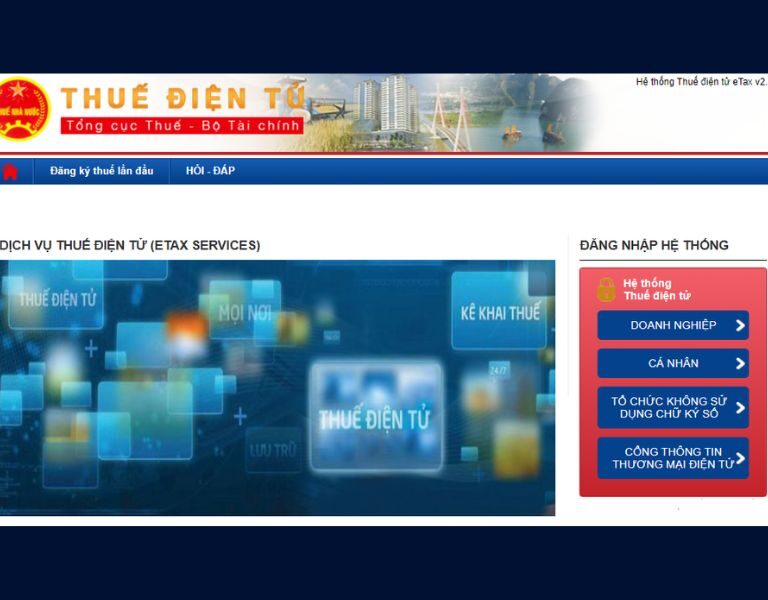 Hệ thống Thuế điện tử eTax v2.
THUẾ NHÀ NƯỚC
THUẾ ĐIỆN TỬ
Tổng cục Thuế - Bộ Tài chính
Đăng ký thuế lần đầu
HỎI - ĐÁP
DỊCH VỤ THUẾ ĐIỆN TỬ (ETAX SERVICES)
THUẾ ĐIỆN TỬ
MỌI NƠI
KÊ KHAI THUẾ
24/7
THUẾ ĐIỆN TỬ
LƯU TRỮ
ĐĂNG NHẬP HỆ THỐNG
Hệ thống
Thuế điện tử
DOANH NGHIỆP
CÁ NHÂN
TỔ CHỨC KHÔNG SỬ
DỤNG CHỮ KÝ SỐ
CỔNG THÔNG TIN
THƯƠNG MẠI ĐIỆN TỬ